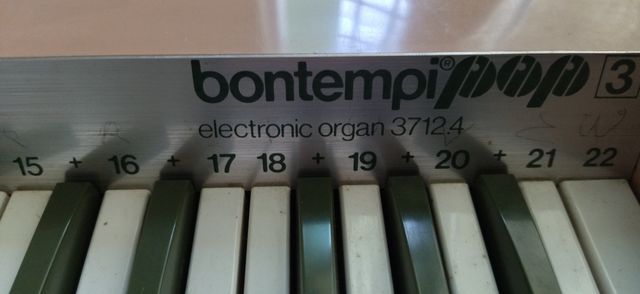 bontempi® pop 3
electronic organ 3712.4
15 + 16 + 17 18 + 19 + 20 + 21 22